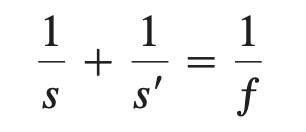 1/s + 1/s′ = 1/f